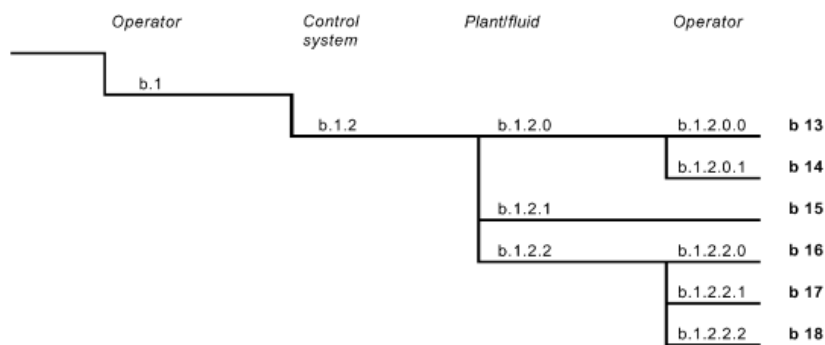 Operator Control system Plant/fluid Operator
b.1
b.1.2 b.1.2.0 b.1.2.0.0 b 13
b.1.2.0.1 b 14
b.1.2.1 b 15
b.1.2.2 b.1.2.2.0 b 16
b.1.2.2.1 b 17
b.1.2.2.2 b 18